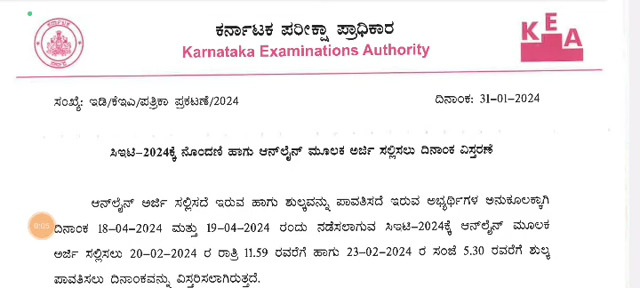 ಕರ್ನಾಟಕ ಪರೀಕ್ಷಾ ಪ್ರಾಧಿಕಾರ
Karnataka Examinations Authority
KEA
ಸಂಖ್ಯೆ: ಇಡಿ/ಕೆಇಎ/ಪತ್ರಿಕಾ ಪ್ರಕಟಣೆ/2024 ದಿನಾಂಕ: 31-01-2024
ಸಿಇಟಿ-2024ಕ್ಕೆ ನೊಂದಣಿ ಹಾಗು ಆನ್‌ಲೈನ್ ಮೂಲಕ ಅರ್ಜಿ ಸಲ್ಲಿಸಲು ದಿನಾಂಕ ವಿಸ್ತರಣೆ
ಆನ್‌ಲೈನ್ ಅರ್ಜಿ ಸಲ್ಲಿಸದೆ ಇರುವ ಹಾಗು ಶುಲ್ಕವನ್ನು ಪಾವತಿಸದೆ ಇರುವ ಅಭ್ಯರ್ಥಿಗಳ ಅನುಕೂಲಕ್ಕಾಗಿ
ದಿನಾಂಕ 18-04-2024 ಮತ್ತು 19-04-2024 ರಂದು ನಡೆಸಲಾಗುವ ಸಿಇಟಿ-2024ಕ್ಕೆ ಆನ್‌ಲೈನ್ ಮೂಲಕ
ಅರ್ಜಿ ಸಲ್ಲಿಸಲು 20-02-2024 ರ ರಾತ್ರಿ 11.59 ರವರೆಗೆ ಹಾಗು 23-02-2024 ರ ಸಂಜೆ 5.30 ರವರೆಗೆ ಶುಲ್ಕ
ಪಾವತಿಸಲು ದಿನಾಂಕವನ್ನು ವಿಸ್ತರಿಸಲಾಗಿರುತ್ತದೆ.